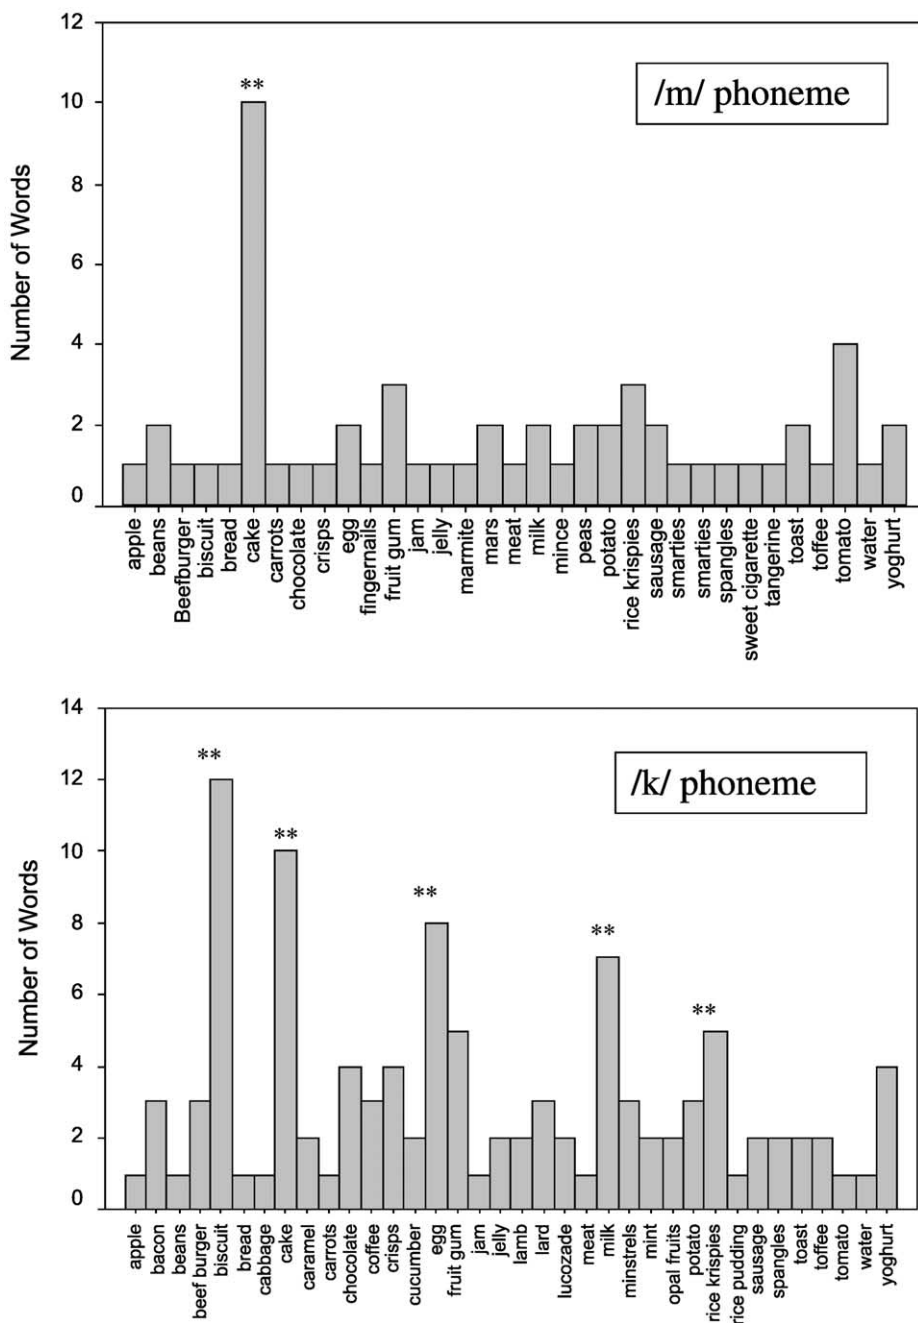 12
10
8
6
4
2
0
Number of Words
**
/m/ phoneme
apple
beans
Beefburger
biscuit
bread
cake
carrots
chocolate
crisps
egg
fingernails
fruit gum
jam
jelly
marmite
mars
meat
milk
mince
peas
potato
rice krispies
sausage
smarties
smarties
spangles
sweet cigarette
tangerine
toast
toffee
tomato
water
yoghurt
14
12
10
8
6
4
2
0
Number of Words
**
**
**
**
**
/k/ phoneme
apple
bacon
beans
beef burger
biscuit
bread
cabbage
cake
caramel
carrots
chocolate
coffee
crisps
cucumber
egg
fruit gum
jam
jelly
lamb
lard
lucozade
meat
milk
minstrels
mint
opal fruits
potato
rice krispies
rice pudding
sausage
spangles
toast
toffee
tomato
water
yoghurt